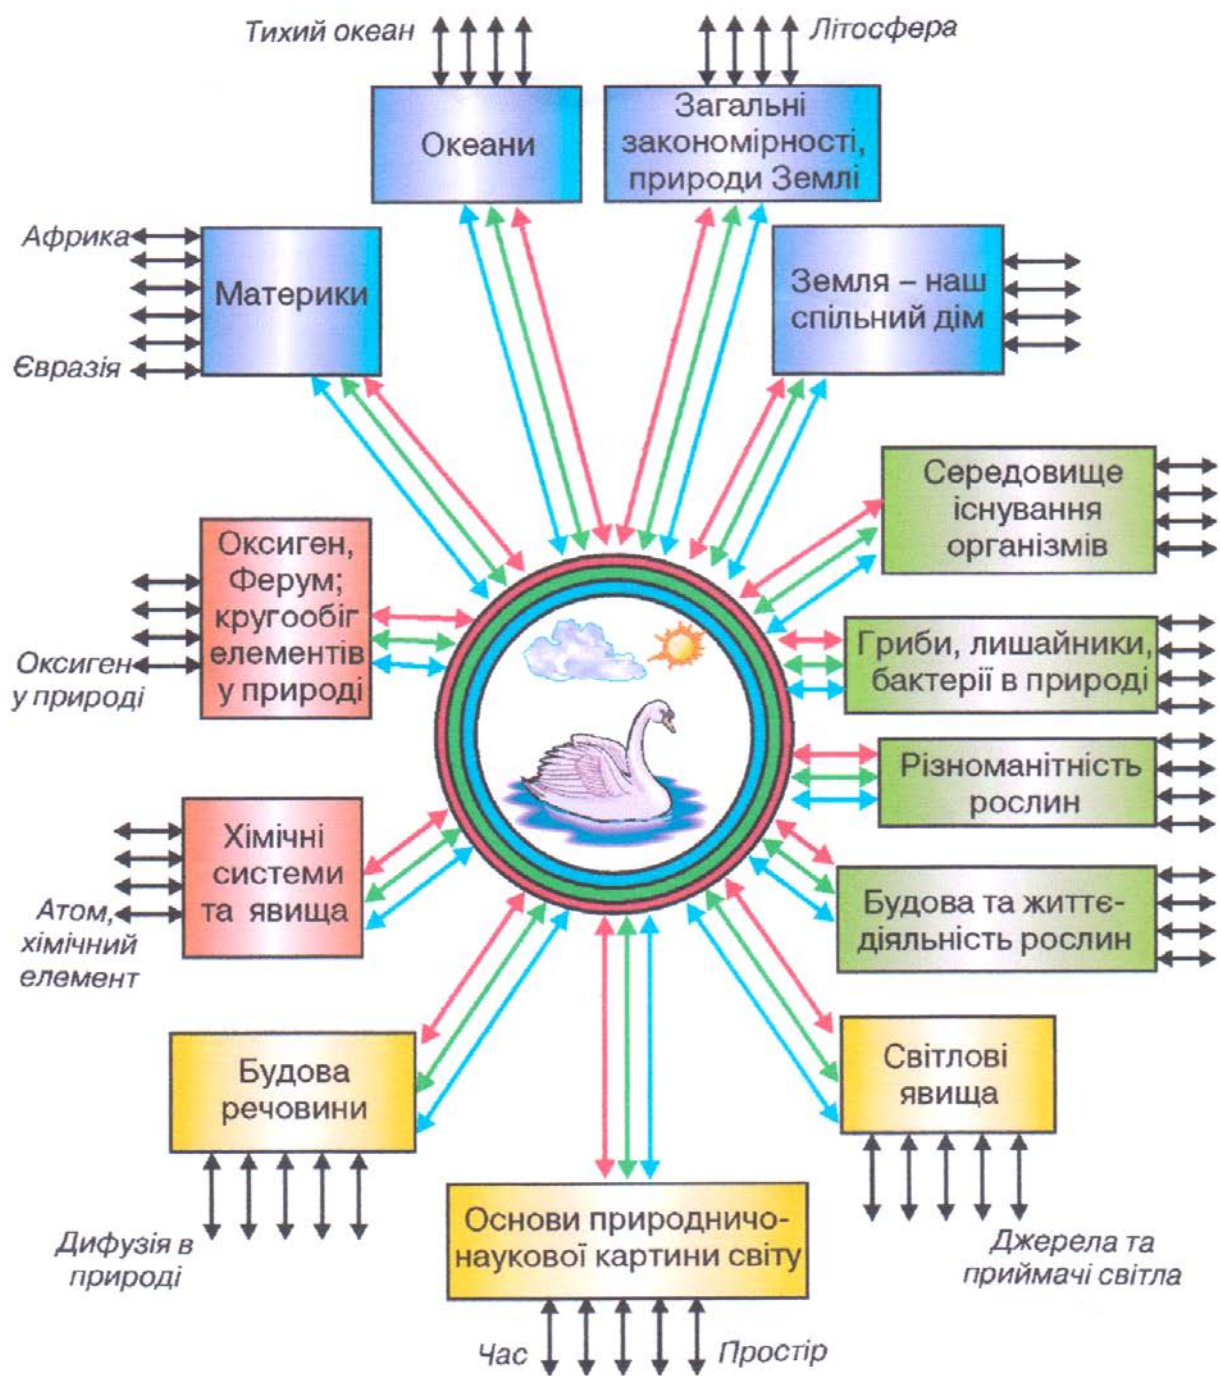 Тихий океан
Літосфера
Океани
Загальні
закономірності,
природи Землі
Африка
Материки
Євразія
Земля – наш
спільний дім
Середовище
існування
організмів
Оксиген,
Ферум;
кругообіг
елементів
у природі
Оксиген
у природі
Гриби, лишайники,
бактерії в природі
Різноманітність
рослин
Хімічні
системи
та явища
Атом,
хімічний
елемент
Будова та життє-
діяльність рослин
Будова
речовини
Світлові
явища
Дифузія в
природі
Основи природничо-
наукової картини світу
Джерела та
приймачі світла
Час
Простір